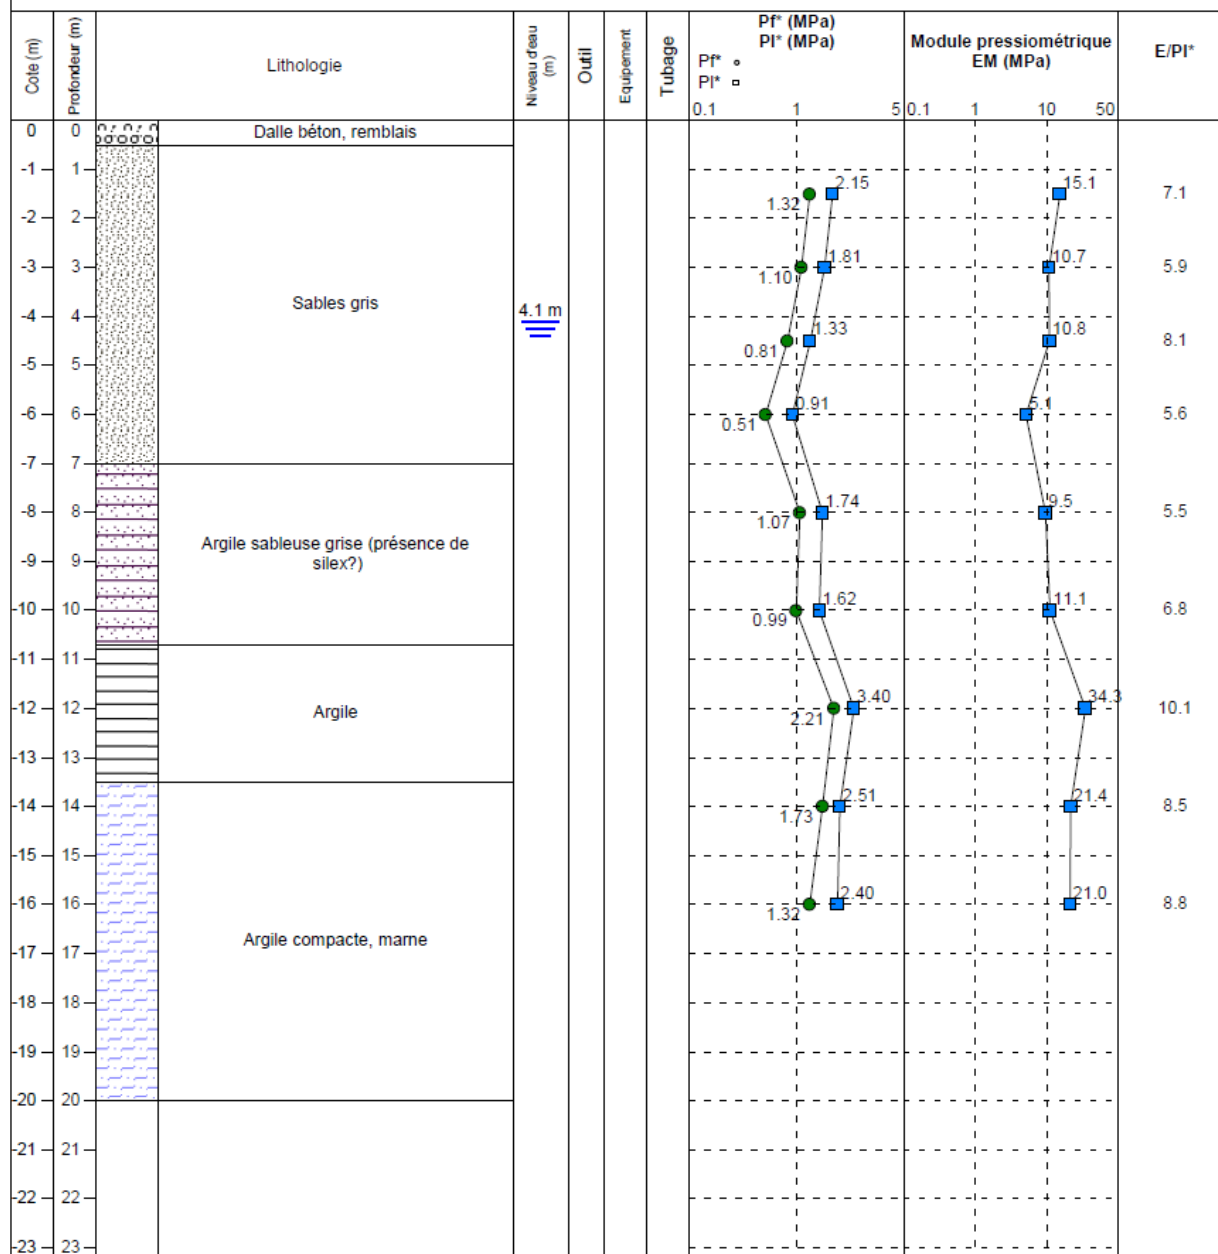 Cote (m)
Profondeur (m)
Lithologie
Niveau d'eau
(m)
Outil
Equipement
Tubage
Pf* (MPa)
Pl* (MPa)
Pf*
Pl*
0.1 1 5
Module pressiométrique
EM (MPa)
0.1 1 10 50
E/Pl*
0 0
Dalle béton, remblais
-1 1
2.15 15.1
1.32 7.1
-2 2
1.81 10.7
-3 3 1.10 5.9
Sables gris
4.1 m
-4 4
1.33 10.8
0.81 8.1
-5 5
0.91 5.1
-6 6 0.51 5.6
-7 7
1.74 9.5
-8 8 1.07 5.5
Argile sableuse grise (présence de
silex?)
-9 9
1.62 11.1
-10 10 0.99 6.8
-11 11
3.40 34.3
-12 12 Argile 2.21 10.1
-13 13
2.51 21.4
-14 14 1.73 8.5
-15 15
2.40 21.0
-16 16 1.32 8.8
Argile compacte, marne
-17 17
-18 18
-19 19
-20 20
-21 21
-22 22
-23 23